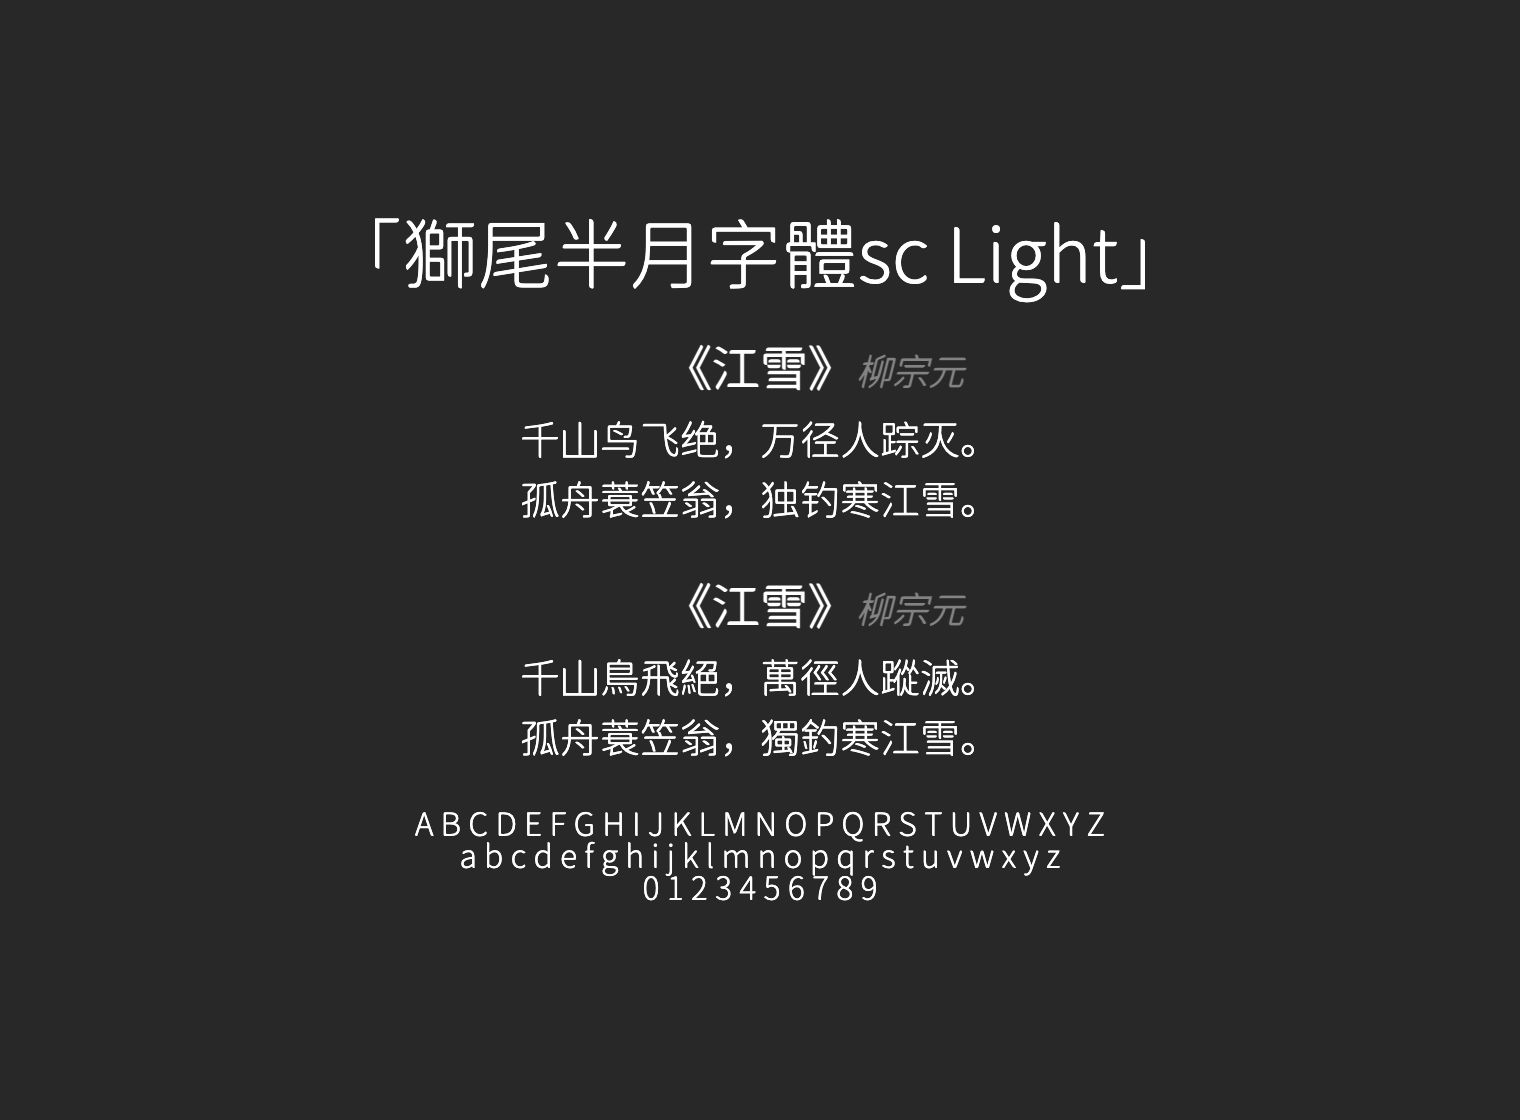 「獅尾半月字體sc Light」
《江雪》 柳宗元
千山鸟飞绝，万径人踪灭。
孤舟蓑笠翁，独钓寒江雪。
《江雪》 柳宗元
千山鳥飛絕，萬徑人蹤滅。
孤舟蓑笠翁，獨釣寒江雪。
A B C D E F G H I J K L M N O P Q R S T U V W X Y Z
a b c d e f g h i j k l m n o p q r s t u v w x y z
0 1 2 3 4 5 6 7 8 9